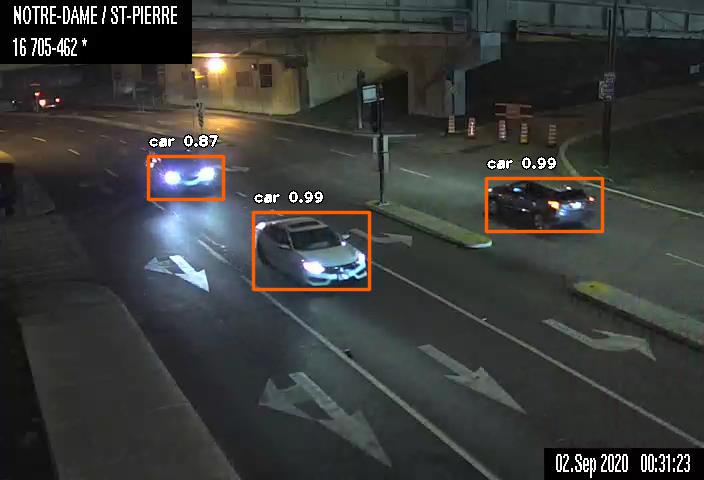 NOTRE-DAME / ST-PIERRE
16 705-462 *
car 0.87
car 0.99
car 0.99
02.Sep 2020 00:31:23